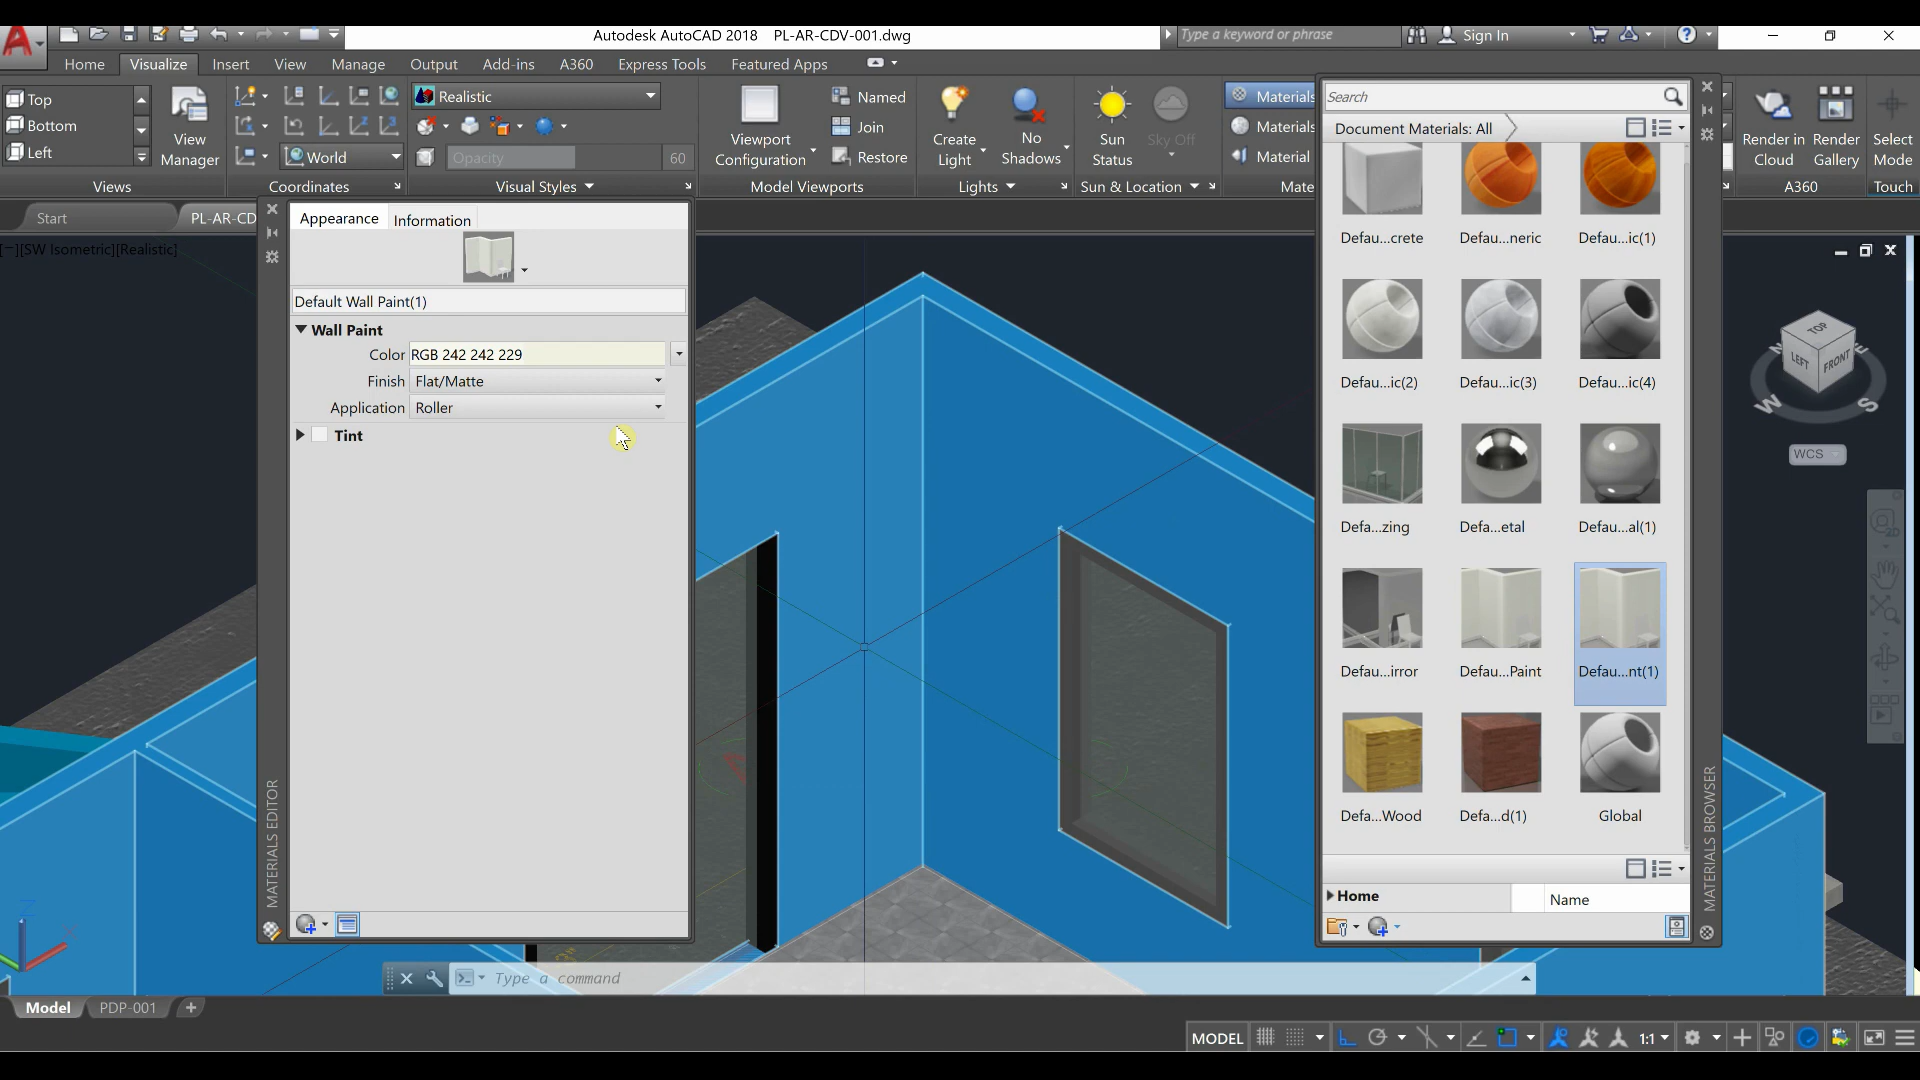 Autodesk AutoCAD 2018 PL-AR-CDV-001.dwg
Type a keyword or phrase
Sign In
Home Visualize Insert View Manage Output Add-ins A360 Express Tools Featured Apps
Top
Bottom
Left
View
Manager
Views
World
Coordinates
Realistic
Opacity 60
Visual Styles
Viewport
Configuration
Named
Join
Restore
Model Viewports
Create
Light
No
Shadows
Lights
Sun
Status
Sky Off
Sun & Location
Materials
Materials
Material
Mate
Render in
Cloud
Render
Gallery
A360
Select
Mode
Touch
Start
PL-AR-CD
[−][SW Isometric][Realistic]
Appearance Information
Default Wall Paint(1)
Wall Paint
Color RGB 242 242 229
Finish Flat/Matte
Application Roller
Tint
MATERIALS EDITOR
Search
Document Materials: All
Defau...crete Defau...neric Defau...ic(1)
Defau...ic(2) Defau...ic(3) Defau...ic(4)
Defa...zing Defa...etal Defau...al(1)
Defau...irror Defau...Paint Defau...nt(1)
Defa...Wood Defa...d(1) Global
Home
Name
MATERIALS BROWSER
TOP
LEFT FRONT
W S
WCS
Type a command
Model PDP-001 +
MODEL
1:1